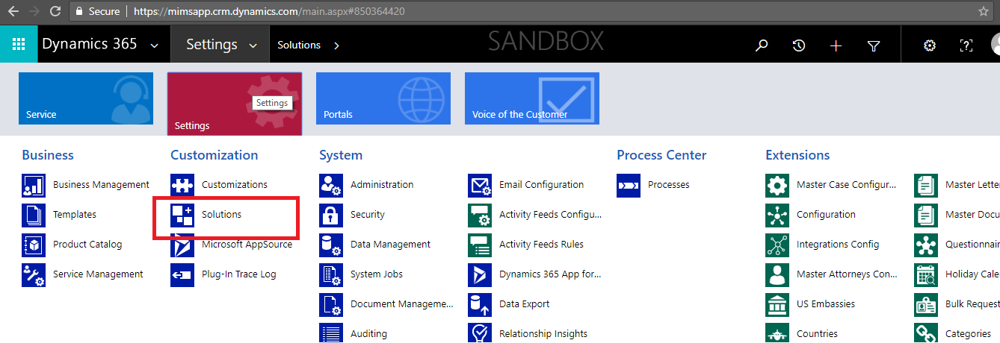 Secure https://mimsapp.crm.dynamics.com/main.aspx#850364420
Dynamics 365 Settings Solutions SANDBOX
Service
Settings
Settings
Portals
Voice of the Customer
Business
Business Management
Templates
Product Catalog
Service Management
Customization
Customizations
Solutions
Microsoft AppSource
Plug-In Trace Log
System
Administration
Security
Data Management
System Jobs
Document Manageme...
Auditing
Email Configuration
Activity Feeds Configu...
Activity Feeds Rules
Dynamics 365 App for...
Data Export
Relationship Insights
Process Center
Processes
Extensions
Master Case Configur...
Configuration
Integrations Config
Master Attorneys Con...
US Embassies
Countries
Master Lette
Master Docu
Questionnai
Holiday Cale
Bulk Reques
Categories